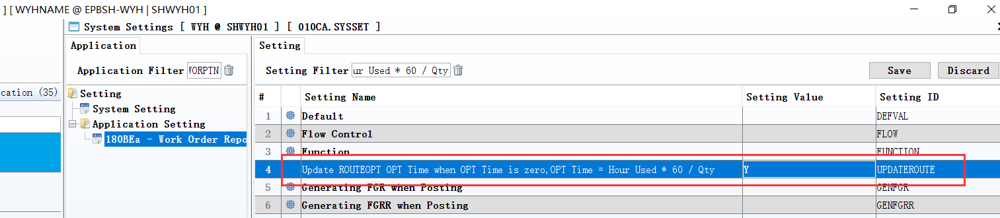 ] [ WYHNAME @ EPBSH-WYH | SHWYH01 ]
System Settings [ WYH @ SHWYH01 ] [ 010CA.SYSSET ]
Application
Setting
Application Filter WORPTN
Setting Filter ur Used * 60 / Qty
Save
Discard
cation (35)
Setting
System Setting
Application Setting
180BEa - Work Order Repo
# Setting Name Setting Value Setting ID
1 Default DEFVAL
2 Flow Control FLOW
3 Function FUNCTION
4 Update ROUTEOPT OPT Time when OPT Time is zero,OPT Time = Hour Used * 60 / Qty Y UPDATEROUTE
5 Generating FGR when Posting GENFGR
6 Generating FGRR when Posting GENFGRR